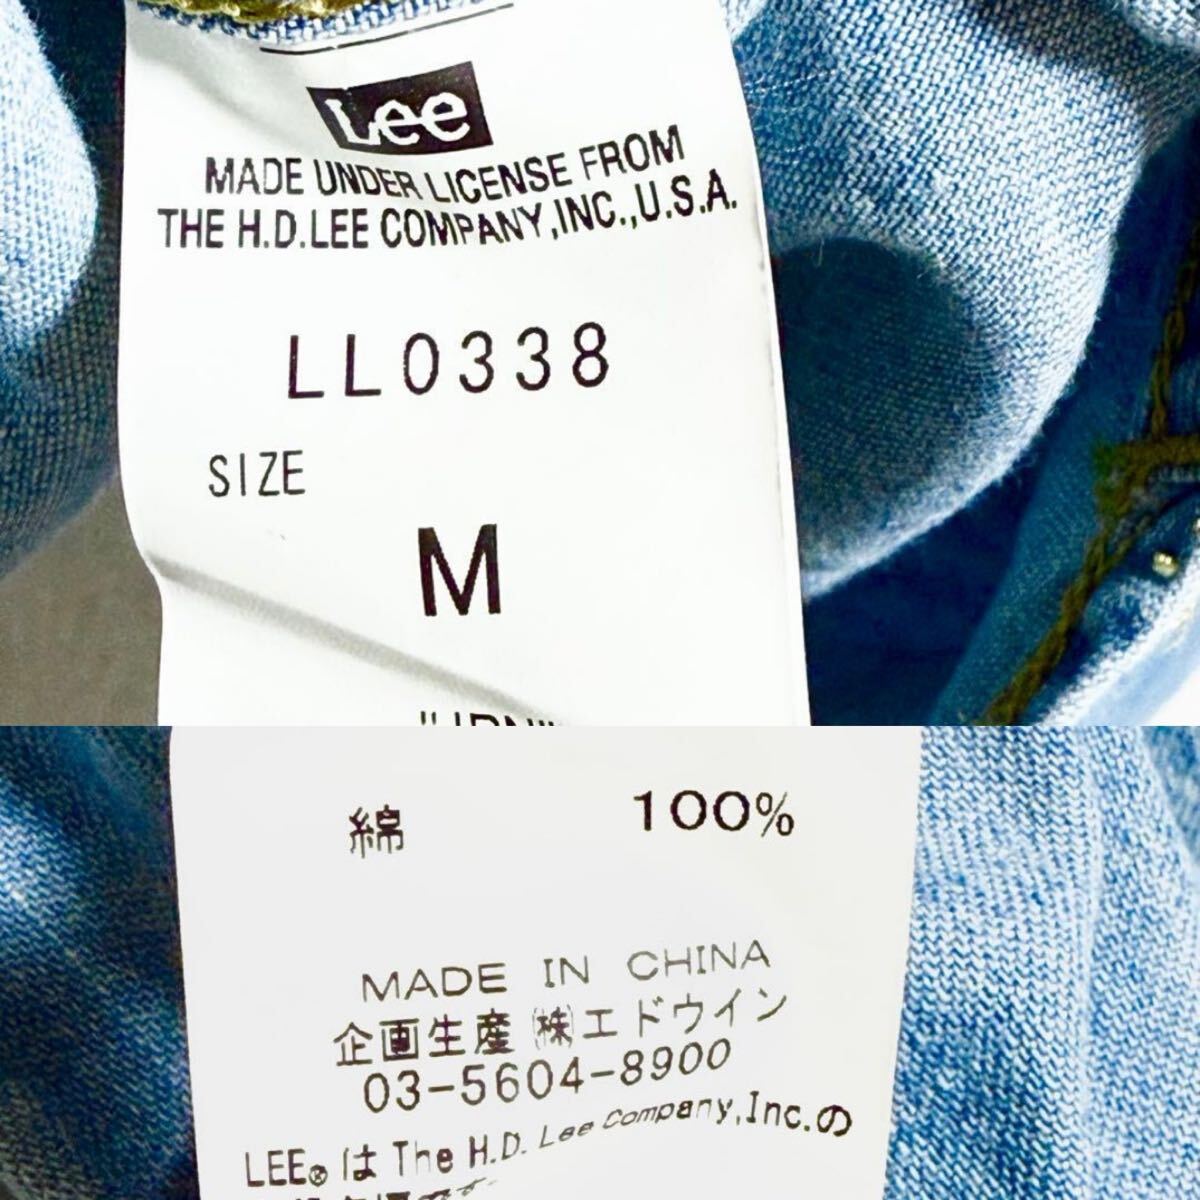 Lee
MADE UNDER LICENSE FROM
THE H.D.LEE COMPANY,INC.,U.S.A.
LL0338
SIZE
M
綿 100%
MADE IN CHINA
企画生産 ㈱エドウイン
03-5604-8900
LEE®は The H.D. Lee Company,Inc.の